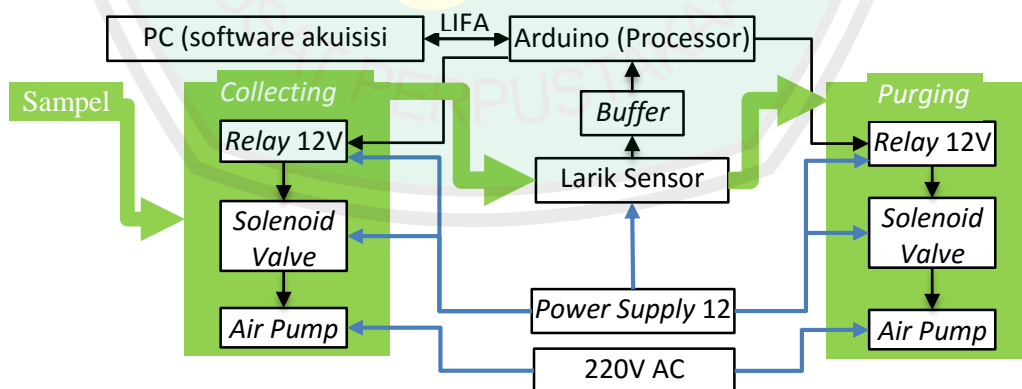 PC (software akuisisi
LIFA
Arduino (Processor)
Sampel
Collecting
Buffer
Purging
Relay 12V
Larik Sensor
Relay 12V
Solenoid
Valve
Solenoid
Valve
Power Supply 12
Air Pump
Air Pump
220V AC